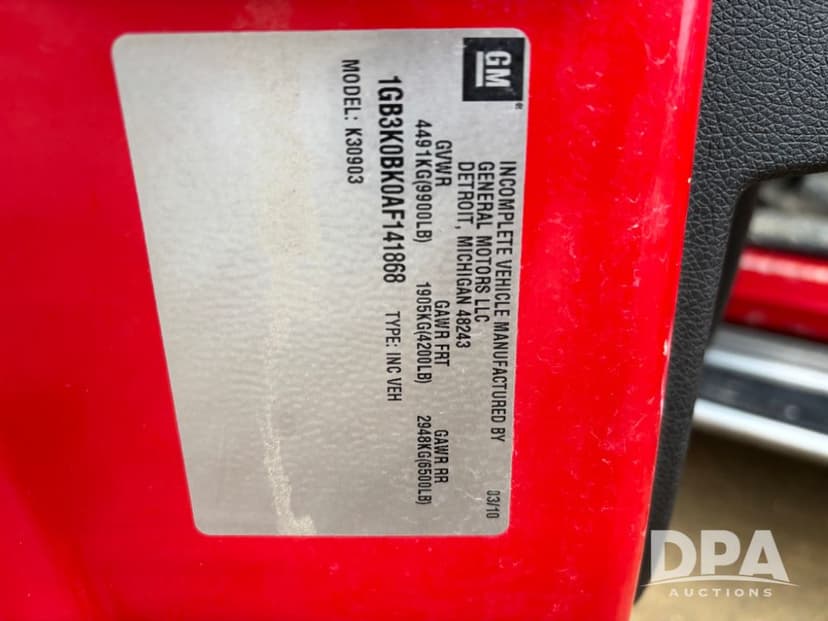 GM
INCOMPLETE VEHICLE MANUFACTURED BY
GENERAL MOTORS LLC
DETROIT, MICHIGAN 48243
03/10
GVWR GAWR FRT GAWR RR
4491KG(9900LB) 1905KG(4200LB) 2948KG(6500LB)
1GB3K0BK0AF141868 TYPE: INC VEH
MODEL: K30903
DPA
AUCTIONS